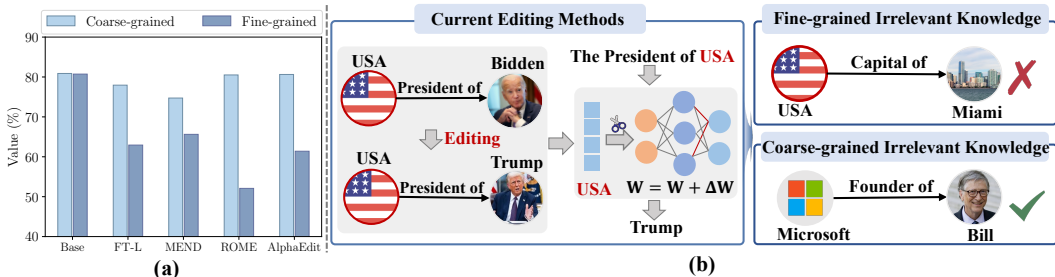 Coarse-grained Fine-grained
90
80
70
60
50
40
Value (%)
Base FT-L MEND ROME AlphaEdit
(a)
Current Editing Methods
USA
President of
Bidden
Editing
USA
President of
Trump
The President of USA
USA
W = W + ΔW
Trump
(b)
Fine-grained Irrelevant Knowledge
Capital of
USA
Miami
Coarse-grained Irrelevant Knowledge
Founder of
Microsoft
Bill